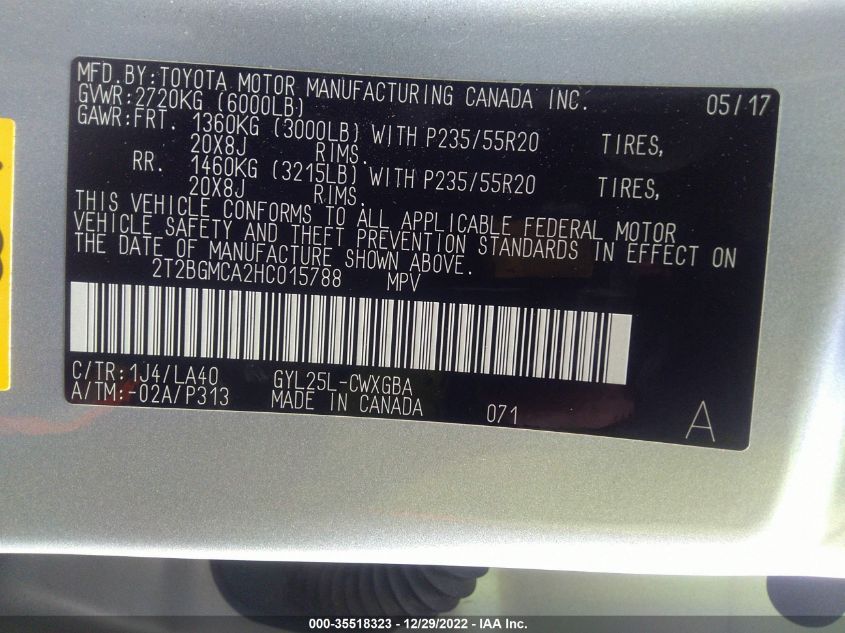 MFD.BY:TOYOTA MOTOR MANUFACTURING CANADA INC. 05/17
GVWR:2720KG (6000LB)
GAWR:FRT. 1360KG (3000LB) WITH P235/55R20 TIRES,
20X8J RIMS.
RR. 1460KG (3215LB) WITH P235/55R20 TIRES,
20X8J RIMS.
THIS VEHICLE CONFORMS TO ALL APPLICABLE FEDERAL MOTOR
VEHICLE SAFETY AND THEFT PREVENTION STANDARDS IN EFFECT ON
THE DATE OF MANUFACTURE SHOWN ABOVE.
2T2BGMCA2HC015788 MPV
C/TR:1J4/LA40 GYL25L-CWXGBA
A/TM:-02A/P313 MADE IN CANADA 071 A
000-35518323 – 12/29/2022 – IAA Inc.